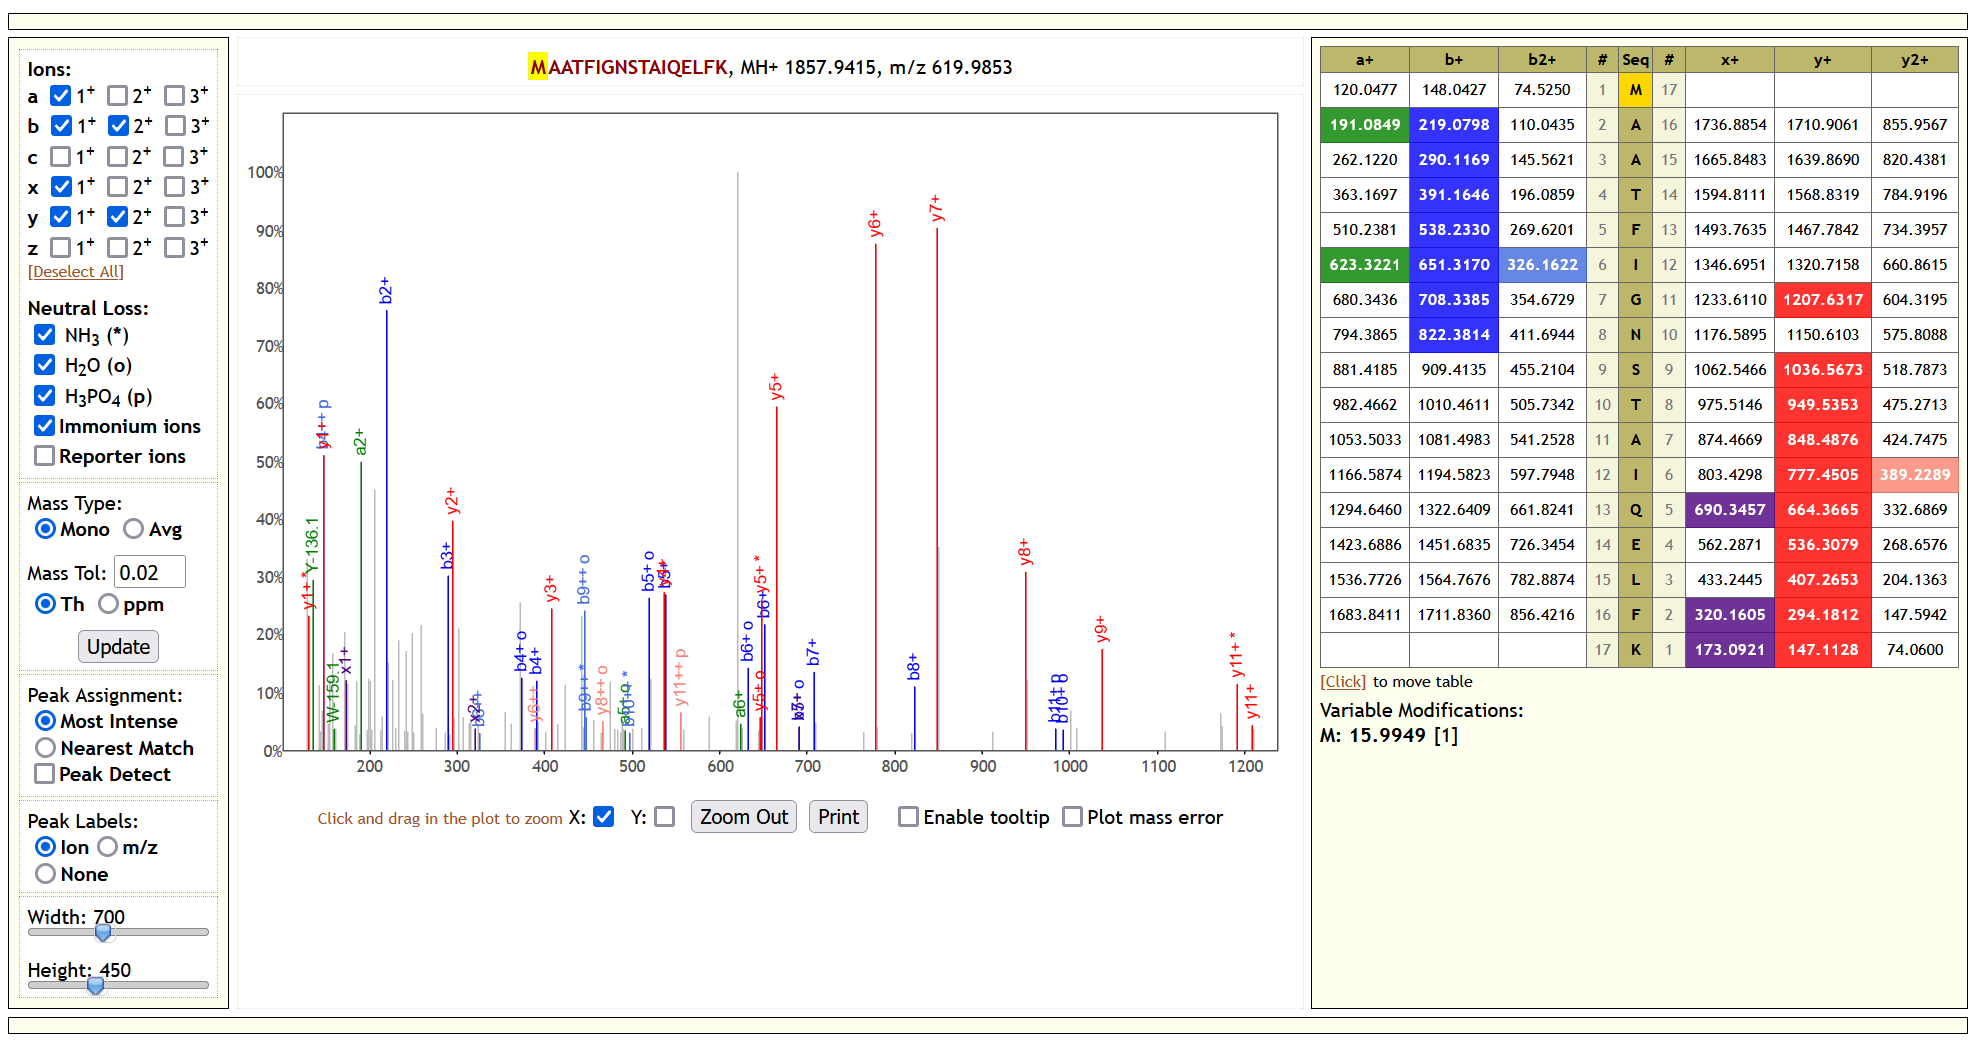 Ions:
a 1+ 2+ 3+
b 1+ 2+ 3+
c 1+ 2+ 3+
x 1+ 2+ 3+
y 1+ 2+ 3+
z 1+ 2+ 3+
[Deselect All]
Neutral Loss:
NH3 (*)
H2O (o)
H3PO4 (p)
Immonium ions
Reporter ions
Mass Type:
Mono Avg
Mass Tol: 0.02
Th ppm
Update
Peak Assignment:
Most Intense
Nearest Match
Peak Detect
Peak Labels:
Ion m/z
None
Width: 700
Height: 450
MAATFIGNSTAIQELFK, MH+ 1857.9415, m/z 619.9853
100%
90%
80%
70%
60%
50%
40%
30%
20%
10%
0%
200 300 400 500 600 700 800 900 1000 1100 1200
y1+ *
Y-136.1
y1+
W-159.1
x1+
a2+
b2+
b3+
y2+
x2+
b4+ o
b4+
y6++
y3+
b9++ *
b9++ o
y8++ o
a5+ o
b5+ o
y11++ p
a6+
b6+ o
y5+ o
y5+ *
b6+
y5+
b7+
y6+
b8+
y7+
y8+
y9+
y11+ *
y11+
Click and drag in the plot to zoom X: Y: Zoom Out Print Enable tooltip Plot mass error
a+ b+ b2+ # Seq # x+ y+ y2+
120.0477 148.0427 74.5250 1 M 17
191.0849 219.0798 110.0435 2 A 16 1736.8854 1710.9061 855.9567
262.1220 290.1169 145.5621 3 A 15 1665.8483 1639.8690 820.4381
363.1697 391.1646 196.0859 4 T 14 1594.8111 1568.8319 784.9196
510.2381 538.2330 269.6201 5 F 13 1493.7635 1467.7842 734.3957
623.3221 651.3170 326.1622 6 I 12 1346.6951 1320.7158 660.8615
680.3436 708.3385 354.6729 7 G 11 1233.6110 1207.6317 604.3195
794.3865 822.3814 411.6944 8 N 10 1176.5895 1150.6103 575.8088
881.4185 909.4135 455.2104 9 S 9 1062.5466 1036.5673 518.7873
982.4662 1010.4611 505.7342 10 T 8 975.5146 949.5353 475.2713
1053.5033 1081.4983 541.2528 11 A 7 874.4669 848.4876 424.7475
1166.5874 1194.5823 597.7948 12 I 6 803.4298 777.4505 389.2289
1294.6460 1322.6409 661.8241 13 Q 5 690.3457 664.3665 332.6869
1423.6886 1451.6835 726.3454 14 E 4 562.2871 536.3079 268.6576
1536.7726 1564.7676 782.8874 15 L 3 433.2445 407.2653 204.1363
1683.8411 1711.8360 856.4216 16 F 2 320.1605 294.1812 147.5942
17 K 1 173.0921 147.1128 74.0600
[Click] to move table
Variable Modifications:
M: 15.9949 [1]